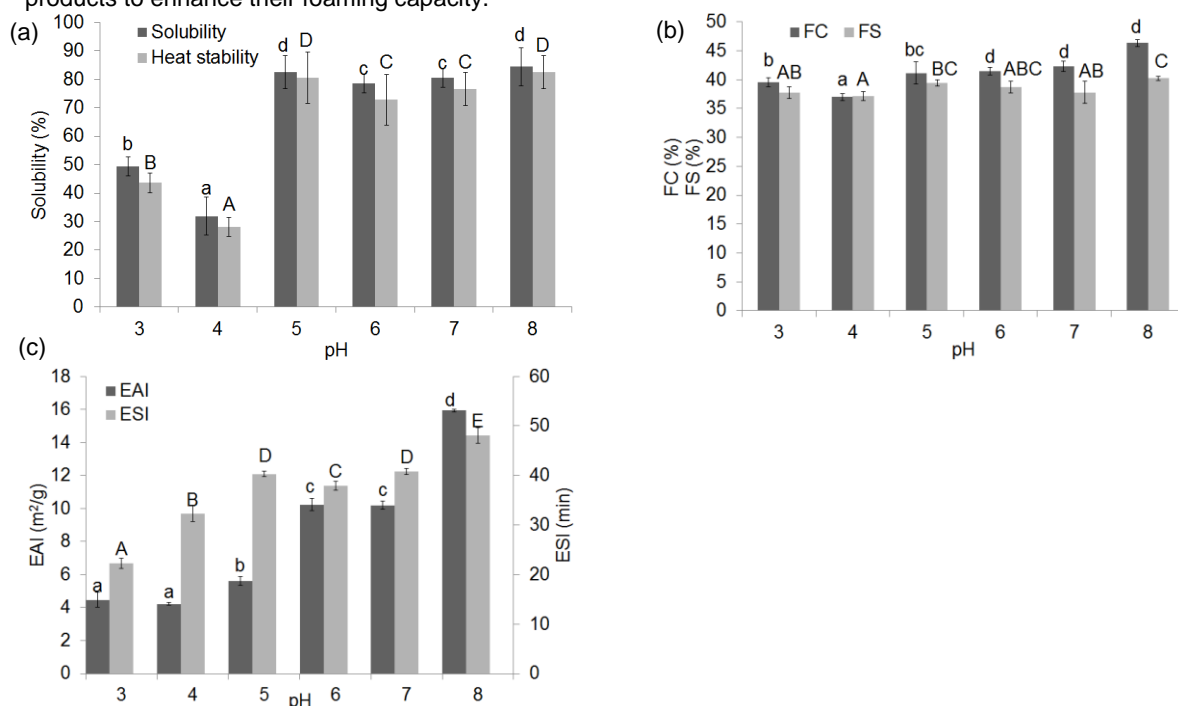 products to enhance their foaming capacity.
(a)
Solubility
Heat stability
Solubility (%)
100
90
80
70
60
50
40
30
20
10
0
b B
a A
d D
c C
c C
d D
3 4 5 6 7 8
pH
(b)
FC FS
FC (%)
FS (%)
50
45
40
35
30
25
20
15
10
5
0
b AB
a A
bc BC
d ABC
d AB
d C
3 4 5 6 7 8
pH
(c)
EAI
ESI
EAI (m²/g)
18
16
14
12
10
8
6
4
2
0
a A
a B
b D
c C
c D
d E
60
50
40
30
20
10
0
ESI (min)
3 4 5 6 7 8
pH